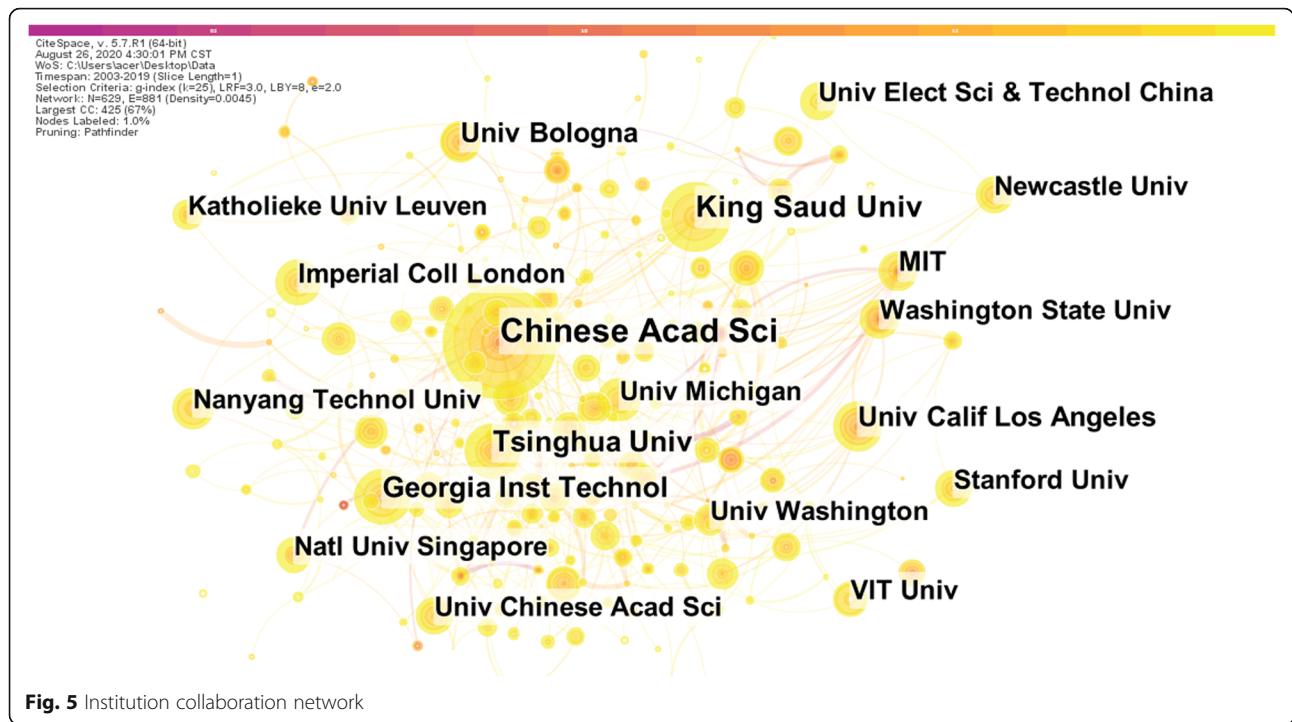 CiteSpace, v. 5.7.R1 (64-bit)
August 26, 2020 4:30:01 PM CST
WoS: C:\Users\acer\Desktop\Data
Timespan: 2003-2019 (Slice Length=1)
Selection Criteria: g-index (k=25), LRF=3.0, LBY=8, e=2.0
Network: N=629, E=881 (Density=0.0045)
Largest CC: 425 (67%)
Nodes Labeled: 1.0%
Pruning: Pathfinder
Univ Elect Sci & Technol China
Univ Bologna
Newcastle Univ
Katholieke Univ Leuven
King Saud Univ
MIT
Imperial Coll London
Washington State Univ
Chinese Acad Sci
Univ Michigan
Nanyang Technol Univ
Univ Calif Los Angeles
Tsinghua Univ
Stanford Univ
Georgia Inst Technol
Univ Washington
Natl Univ Singapore
VIT Univ
Univ Chinese Acad Sci
Fig. 5 Institution collaboration network